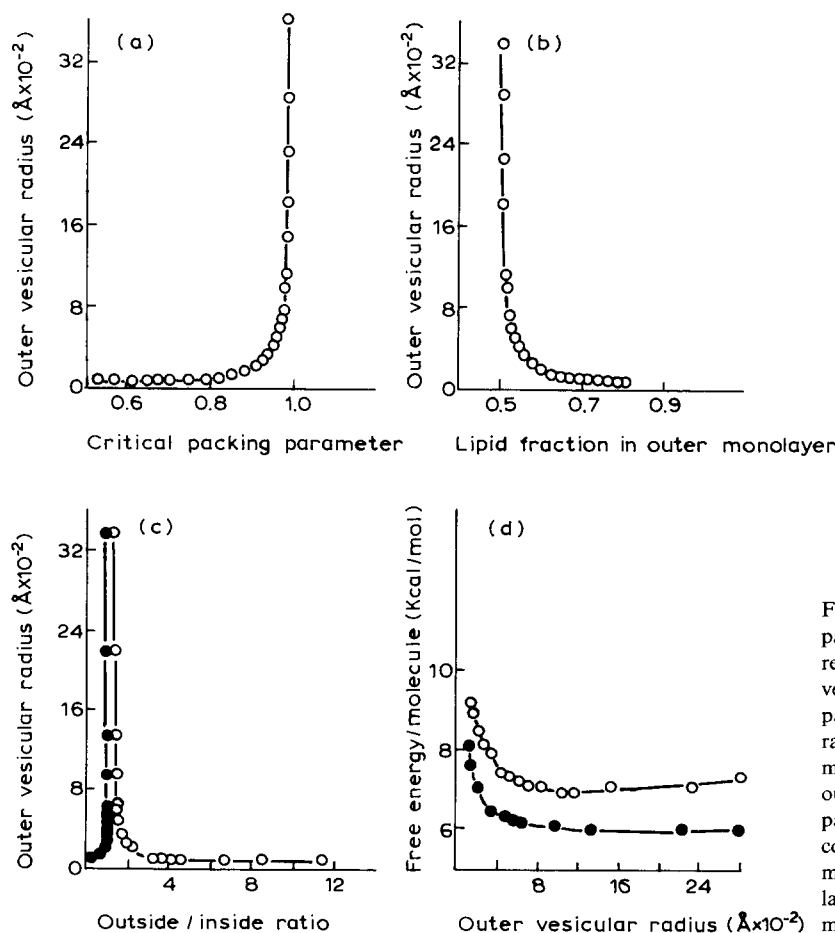 (a)
Outer vesicular radius (Åx10⁻²)
32
24
16
8
0
0.6 0.8 1.0
Critical packing parameter
(b)
Outer vesicular radius (Åx10⁻²)
32
24
16
8
0
0.5 0.7 0.9
Lipid fraction in outer monolayer
(c)
Outer vesicular radius (Åx10⁻²)
32
24
16
8
0
4 8 12
Outside / inside ratio
(d)
Free energy/molecule (Kcal/mol)
10
8
6
8 16 24
Outer vesicular radius (Åx10⁻²)
F
pa
re
ve
pa
ra
m
ou
pa
co
m
la
m